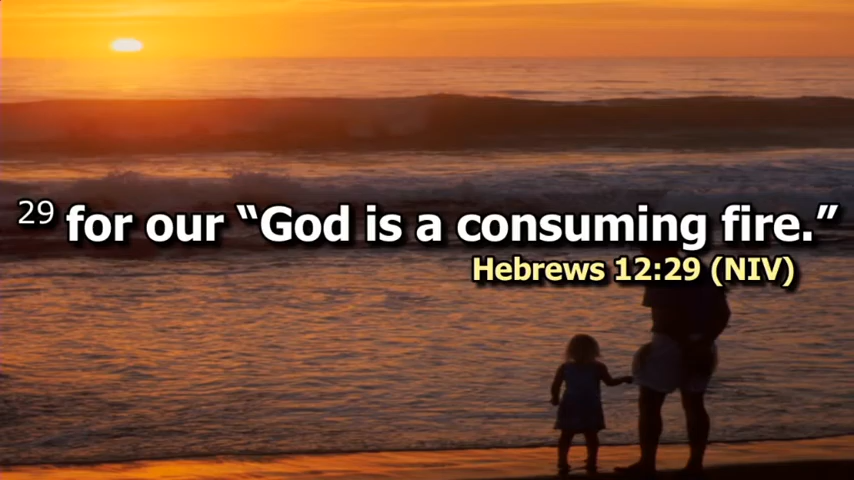 29 for our “God is a consuming fire.”
Hebrews 12:29 (NIV)